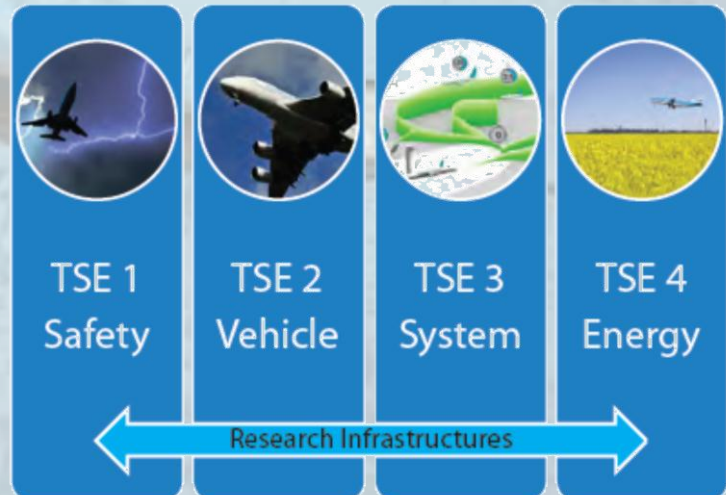 TSE 1
Safety
TSE 2
Vehicle
TSE 3
System
TSE 4
Energy
Research Infrastructures